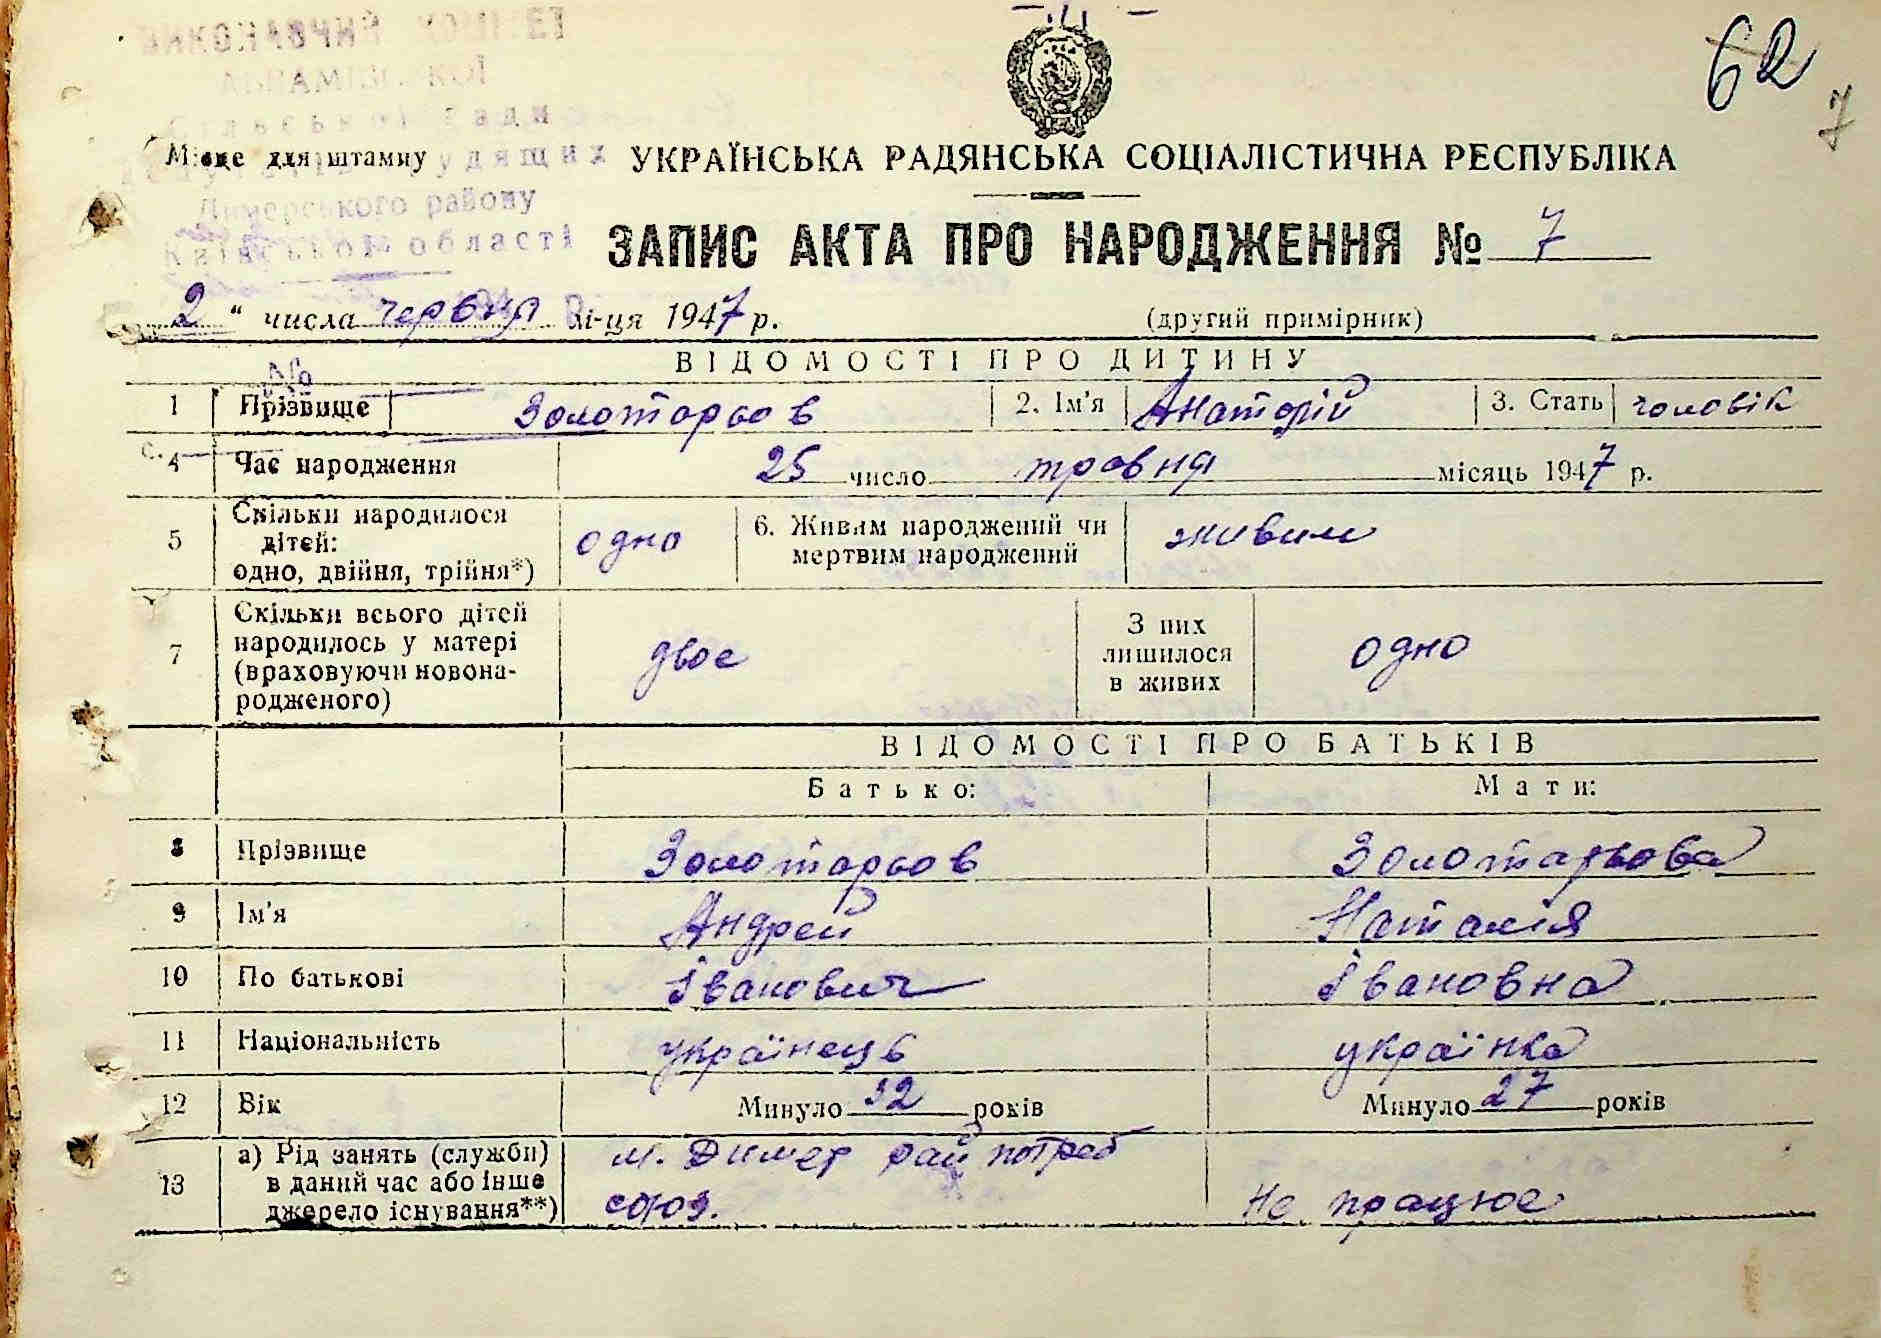 62
7
ВИКОНАВЧИЙ КОМІТЕТ
Сільської Ради
депутатів трудящих
Димерського району
Київської області
Місце для штампу
УКРАЇНСЬКА РАДЯНСЬКА СОЦІАЛІСТИЧНА РЕСПУБЛІКА
ЗАПИС АКТА ПРО НАРОДЖЕННЯ № 7
2 " числа червня м-ця 1947 р. (другий примірник)
ВІДОМОСТІ ПРО ДИТИНУ
№
1 Прізвище Золотарьов 2. Ім'я Анаторій 3. Стать чоловік
4 Час народження 25 число травня місяць 1947 р.
5 Скільки народилося дітей: одно, двійня, трійня*) одно 6. Живим народжений чи мертвим народжений живим
7 Скільки всього дітей народилось у матері (враховуючи новонародженого) двоє З них лишилося в живих одно
ВІДОМОСТІ ПРО БАТЬКІВ
Батько: Мати:
8 Прізвище Золотарьов Золотарьова
9 Ім'я Андрей Наталія
10 По батькові Іванович Івановна
11 Національність українець українка
12 Вік Минуло 32 років Минуло 27 років
13 а) Рід занять (служби) в даний час або інше джерело існування**) м. Димер рай потреб союз. Не працює